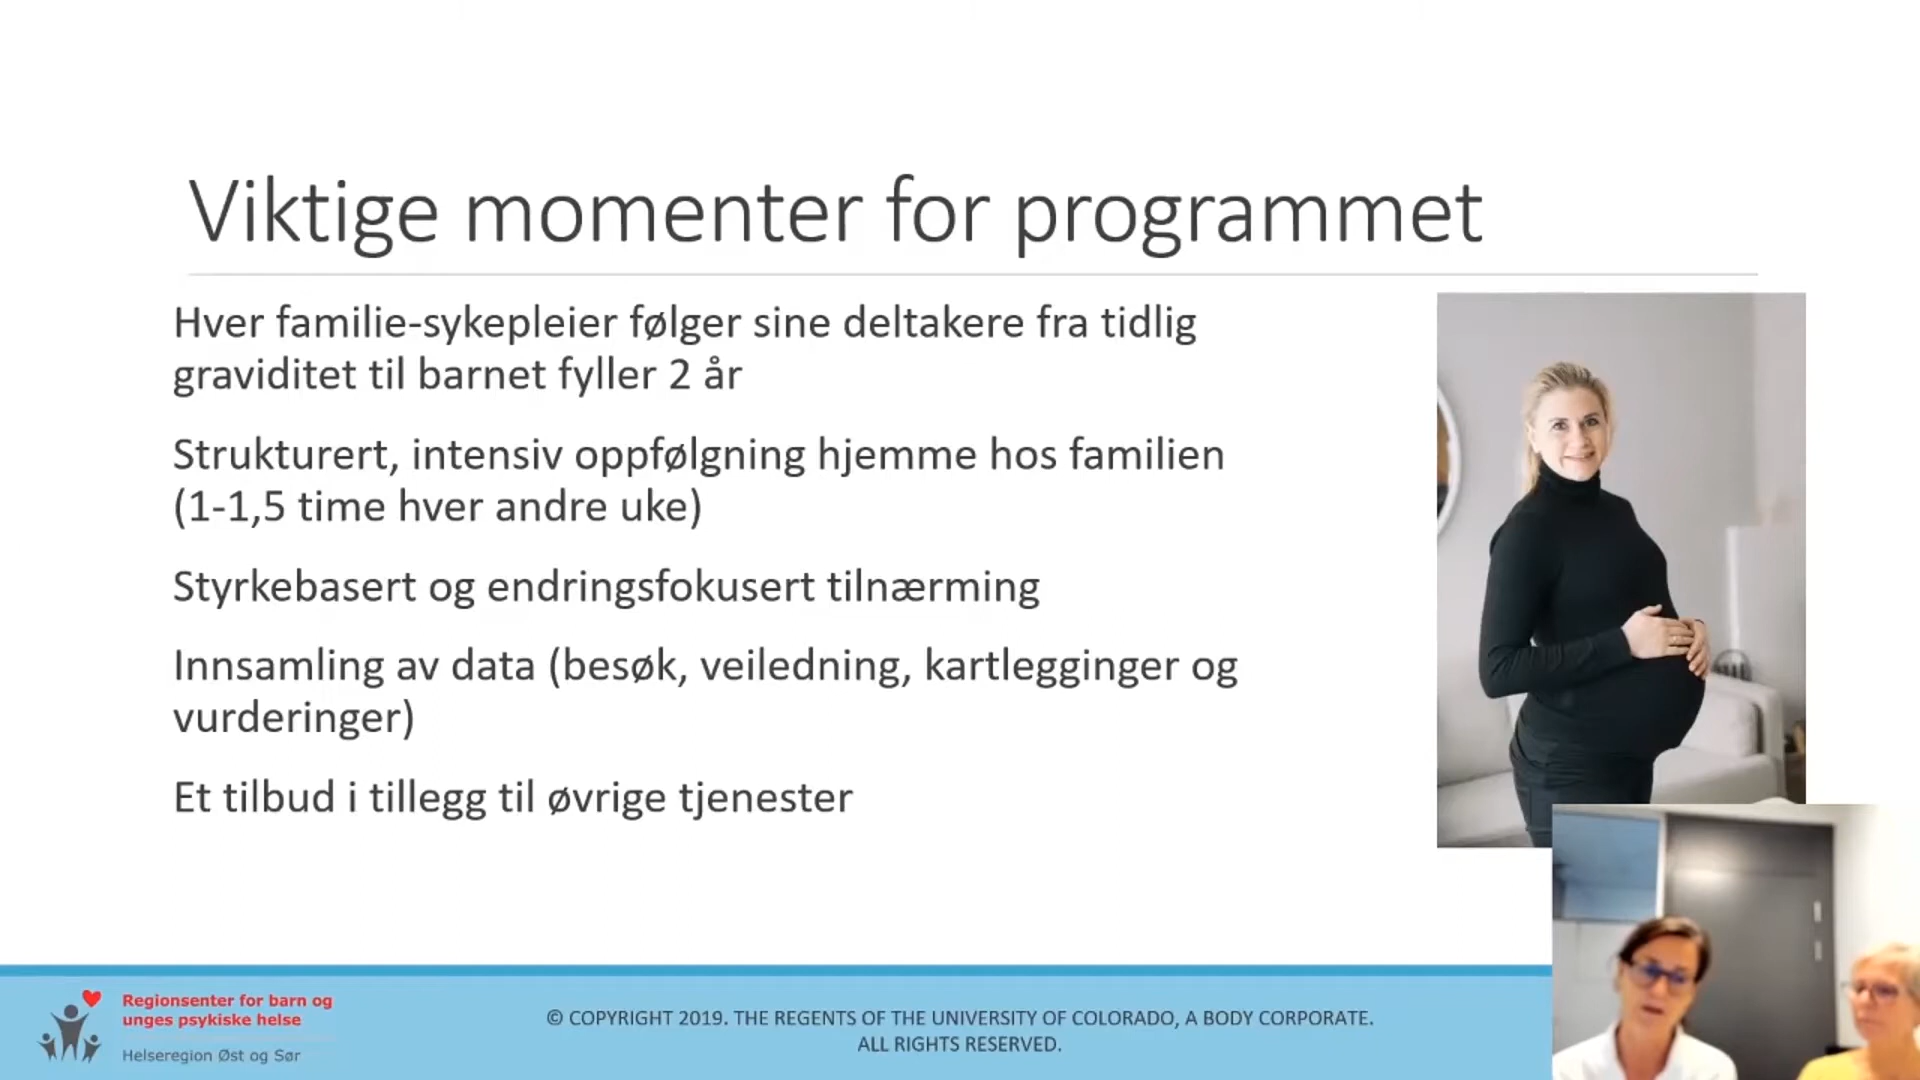 Viktige momenter for programmet
Hver familie-sykepleier følger sine deltakere fra tidlig
graviditet til barnet fyller 2 år
Strukturert, intensiv oppfølgning hjemme hos familien
(1-1,5 time hver andre uke)
Styrkebasert og endringsfokusert tilnærming
Innsamling av data (besøk, veiledning, kartlegginger og
vurderinger)
Et tilbud i tillegg til øvrige tjenester
Regionsenter for barn og
unges psykiske helse
Helseregion Øst og Sør
© COPYRIGHT 2019. THE REGENTS OF THE UNIVERSITY OF COLORADO, A BODY CORPORATE.
ALL RIGHTS RESERVED.